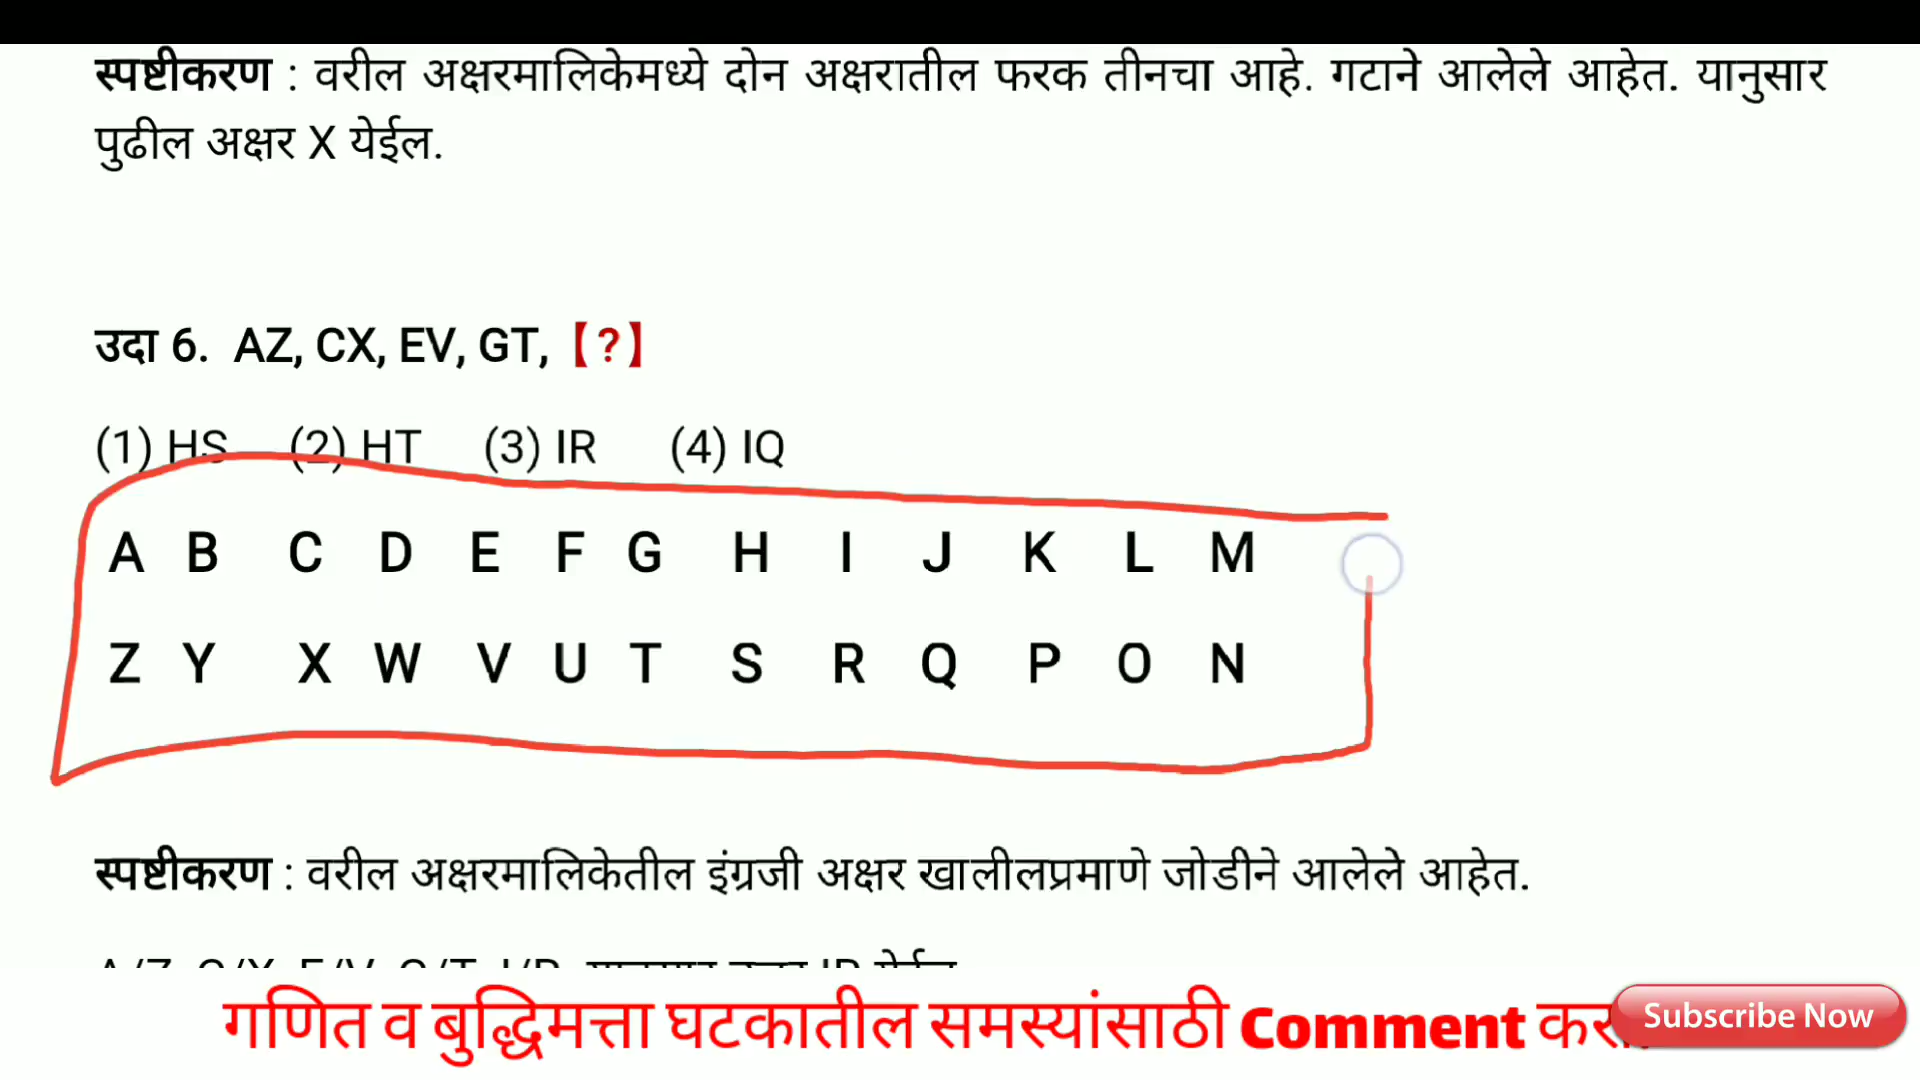 स्पष्टीकरण : वरील अक्षरमालिकेमध्ये दोन अक्षरातील फरक तीनचा आहे. गटाने आलेले आहेत. यानुसार
पुढील अक्षर X येईल.
उदा 6. AZ, CX, EV, GT,【?】
(1) HS (2) HT (3) IR (4) IQ
A B C D E F G H I J K L M
Z Y X W V U T S R Q P O N
स्पष्टीकरण : वरील अक्षरमालिकेतील इंग्रजी अक्षर खालीलप्रमाणे जोडीने आलेले आहेत.
गणित व बुद्धिमत्ता घटकातील समस्यांसाठी Comment
Subscribe Now